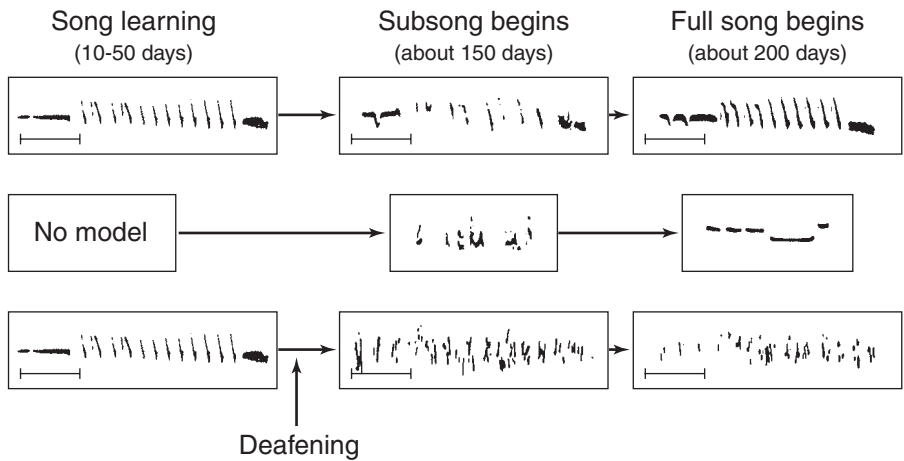 Song learning
(10-50 days)
Subsong begins
(about 150 days)
Full song begins
(about 200 days)
No model
Deafening